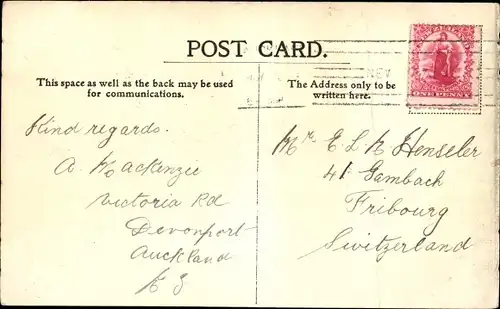 POST CARD.
This space as well as the back may be used
for communications.
The Address only to be
written here.
ONE PENNY
Kind regards.
A. Mackenzie
Victoria Rd
Devonport
Auckland
N Z
Mr E L N Henseler
41 Gambach
Fribourg
Switzerland